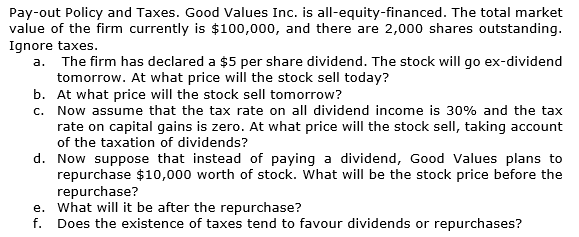 Pay-out Policy and Taxes. Good Values Inc. is all-equity-financed. The total market
value of the firm currently is $100,000, and there are 2,000 shares outstanding.
Ignore taxes.
a. The firm has declared a $5 per share dividend. The stock will go ex-dividend
tomorrow. At what price will the stock sell today?
b. At what price will the stock sell tomorrow?
c. Now assume that the tax rate on all dividend income is 30% and the tax
rate on capital gains is zero. At what price will the stock sell, taking account
of the taxation of dividends?
d. Now suppose that instead of paying a dividend, Good Values plans to
repurchase $10,000 worth of stock. What will be the stock price before the
repurchase?
e. What will it be after the repurchase?
f. Does the existence of taxes tend to favour dividends or repurchases?